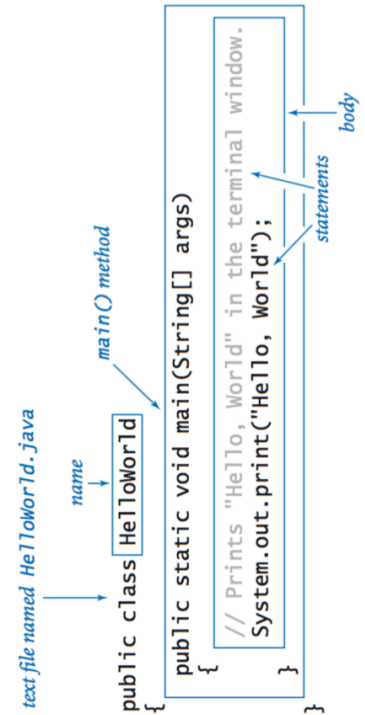 text file named HelloWorld.java
name
main() method
public class HelloWorld
{
public static void main(String[] args)
{
// Prints "Hello, World" in the terminal window.
System.out.print("Hello, World");
}
}
statements
body